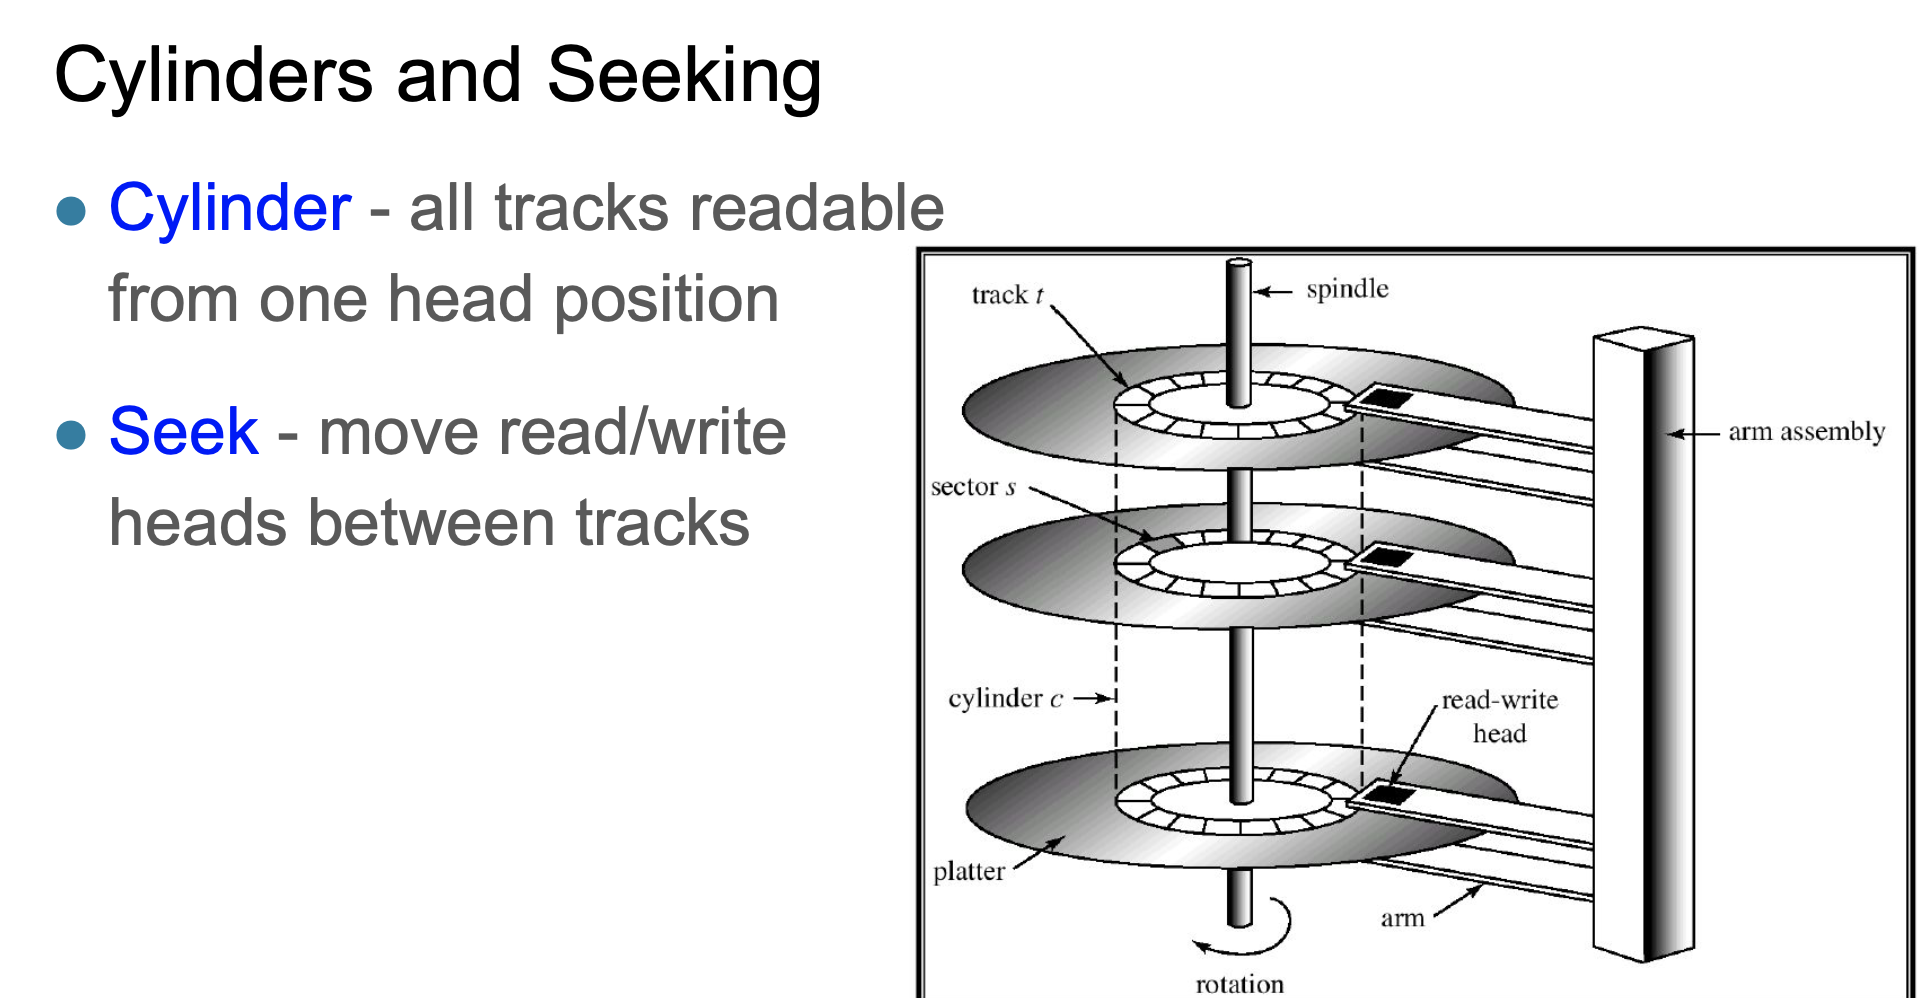 Cylinders and Seeking
● Cylinder - all tracks readable
from one head position
● Seek - move read/write
heads between tracks
track t
spindle
arm assembly
sector s
cylinder c
read-write
head
platter
arm
rotation